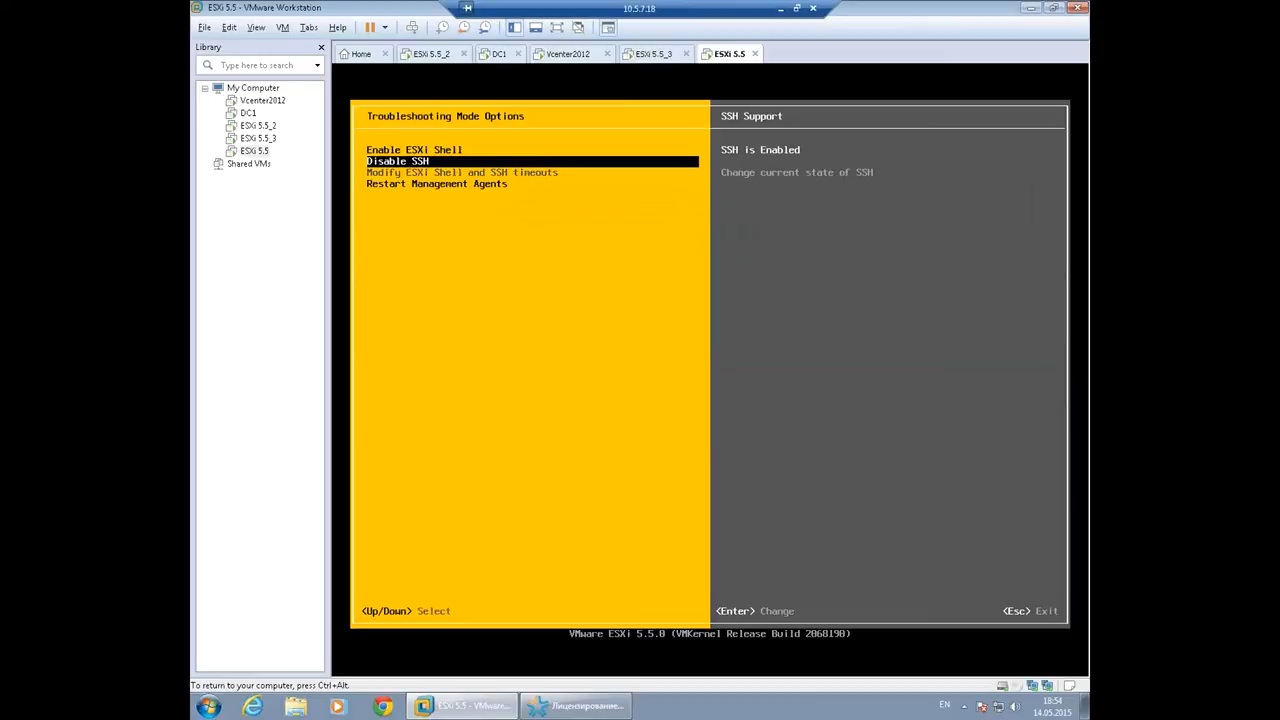 ESXi 5.5 - VMware Workstation
10.5.7.18
File Edit View VM Tabs Help
Library
Type here to search
My Computer
Vcenter2012
DC1
ESXi 5.5_2
ESXi 5.5_3
ESXi 5.5
Shared VMs
Home ESXi 5.5_2 DC1 Vcenter2012 ESXi 5.5_3 ESXi 5.5
Troubleshooting Mode Options
Enable ESXi Shell
Disable SSH
Modify ESXi Shell and SSH timeouts
Restart Management Agents
<Up/Down> Select
SSH Support
SSH is Enabled
Change current state of SSH
<Enter> Change <Esc> Exit
VMware ESXi 5.5.0 (VMKernel Release Build 2068190)
To return to your computer, press Ctrl+Alt.
ESXi 5.5 - VMware...
Лицензирование...
EN
18:54
14.05.2015